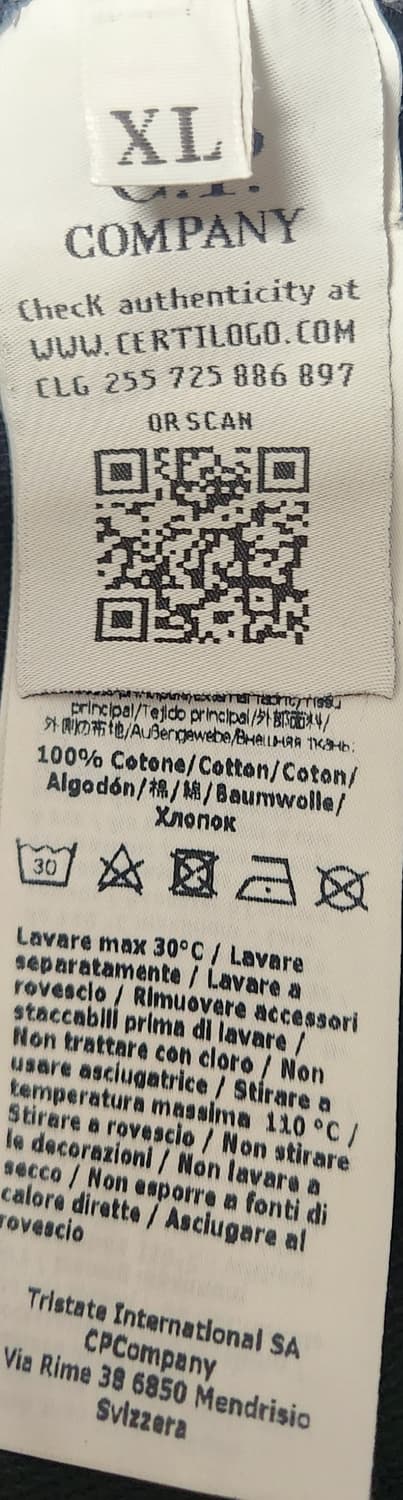 XL
COMPANY
Check authenticity at
WWW.CERTILOGO.COM
CLG 255 725 886 897
OR SCAN
principal/Tejido principal/外部面料/
外側の布地/Außengewebe/Внешняя ткань:
100% Cotone/Cotton/Coton/
Algodón/棉/綿/Baumwolle/
Хлопок
30
Lavare max 30°C / Lavare
separatamente / Lavare a
rovescio / Rimuovere accessori
staccabili prima di lavare /
Non trattare con cloro / Non
usare asciugatrice / Stirare a
temperatura massima 110 °C /
Stirare a rovescio / Non stirare
le decorazioni / Non lavare a
secco / Non esporre a fonti di
calore dirette / Asciugare al
rovescio
Tristate International SA
CPCompany
Via Rime 38 6850 Mendrisio
Svizzera